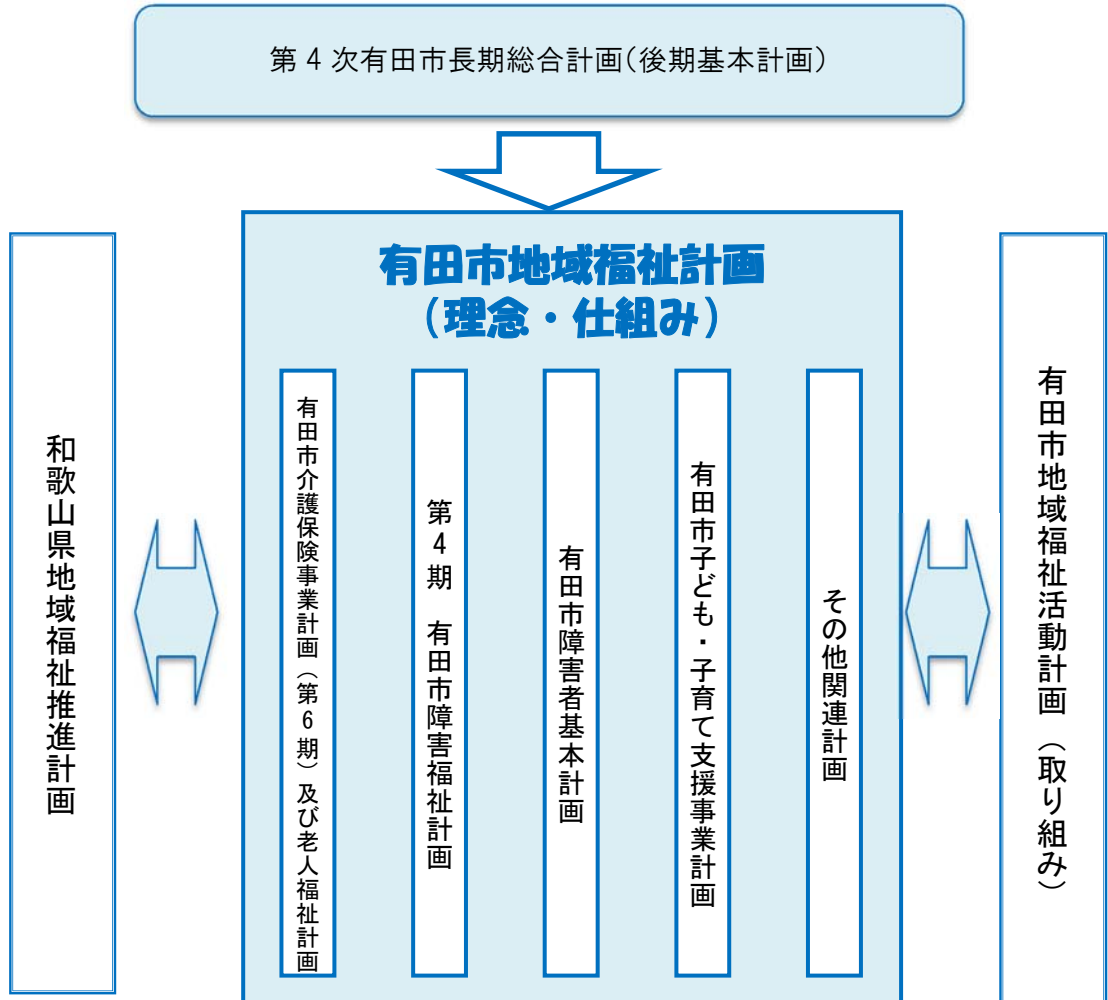 第4次有田市長期総合計画(後期基本計画)
有田市地域福祉計画
(理念・仕組み)
和歌山県地域福祉推進計画
有田市介護保険事業計画(第6期)及び老人福祉計画
第4期 有田市障害福祉計画
有田市障害者基本計画
有田市子ども・子育て支援事業計画
その他関連計画
有田市地域福祉活動計画(取り組み)